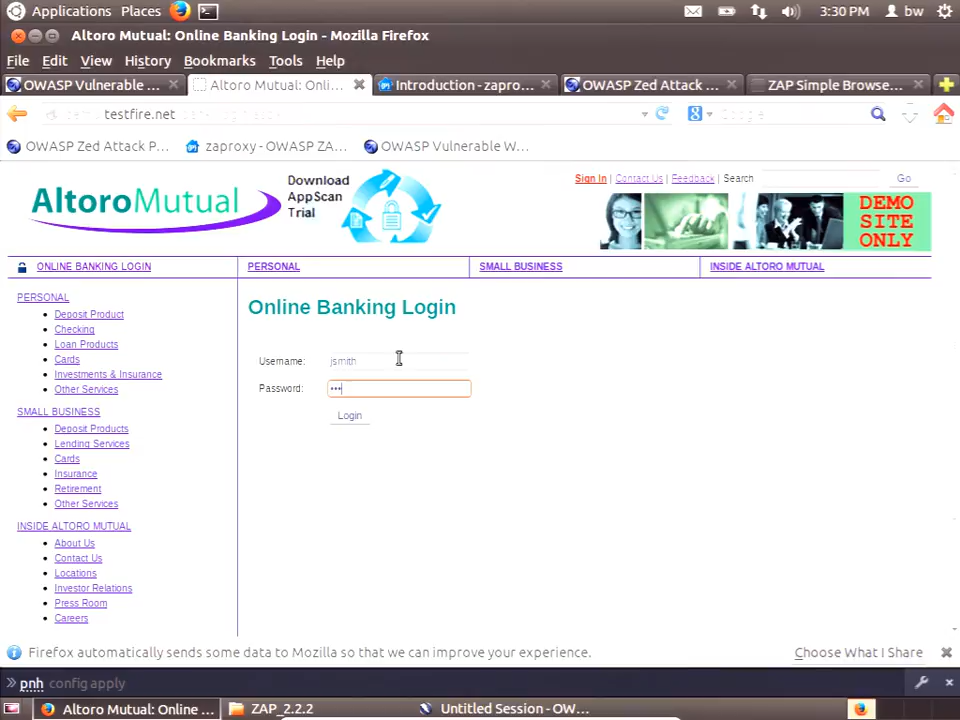 Applications Places 3:30 PM bw
Altoro Mutual: Online Banking Login - Mozilla Firefox
File Edit View History Bookmarks Tools Help
OWASP Vulnerable ... Altoro Mutual: Onli... Introduction - zapro... OWASP Zed Attack ... ZAP Simple Browse...
testfire.net Google
OWASP Zed Attack P... zaproxy - OWASP ZA... OWASP Vulnerable W...
Sign In | Contact Us | Feedback | Search Go
AltoroMutual
Download
AppScan
Trial
DEMO
SITE
ONLY
ONLINE BANKING LOGIN PERSONAL SMALL BUSINESS INSIDE ALTORO MUTUAL
PERSONAL
Deposit Product
Checking
Loan Products
Cards
Investments & Insurance
Other Services
SMALL BUSINESS
Deposit Products
Lending Services
Cards
Insurance
Retirement
Other Services
INSIDE ALTORO MUTUAL
About Us
Contact Us
Locations
Investor Relations
Press Room
Careers
Online Banking Login
Username: jsmith
Password: •••
Login
Firefox automatically sends some data to Mozilla so that we can improve your experience. Choose What I Share
» pnh config apply
Altoro Mutual: Online ... ZAP_2.2.2 Untitled Session - OW...